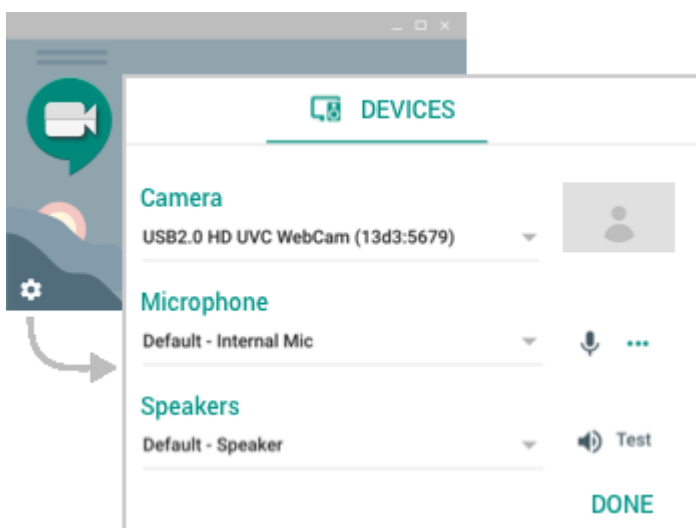 DEVICES
Camera
USB2.0 HD UVC WebCam (13d3:5679)
Microphone
Default - Internal Mic
Speakers
Default - Speaker
Test
DONE